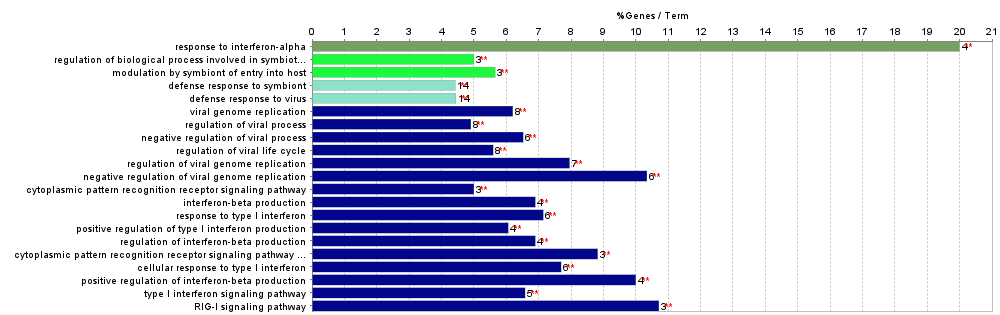 %Genes / Term
0 1 2 3 4 5 6 7 8 9 10 11 12 13 14 15 16 17 18 19 20 21
response to interferon-alpha 4**
regulation of biological process involved in symbiot... 3**
modulation by symbiont of entry into host 3**
defense response to symbiont 14**
defense response to virus 14**
viral genome replication 8**
regulation of viral process 8**
negative regulation of viral process 6**
regulation of viral life cycle 8**
regulation of viral genome replication 7**
negative regulation of viral genome replication 6**
cytoplasmic pattern recognition receptor signaling pathway 3**
interferon-beta production 4**
response to type I interferon 6**
positive regulation of type I interferon production 4**
regulation of interferon-beta production 4**
cytoplasmic pattern recognition receptor signaling pathway ... 3**
cellular response to type I interferon 6**
positive regulation of interferon-beta production 4**
type I interferon signaling pathway 5**
RIG-I signaling pathway 3**